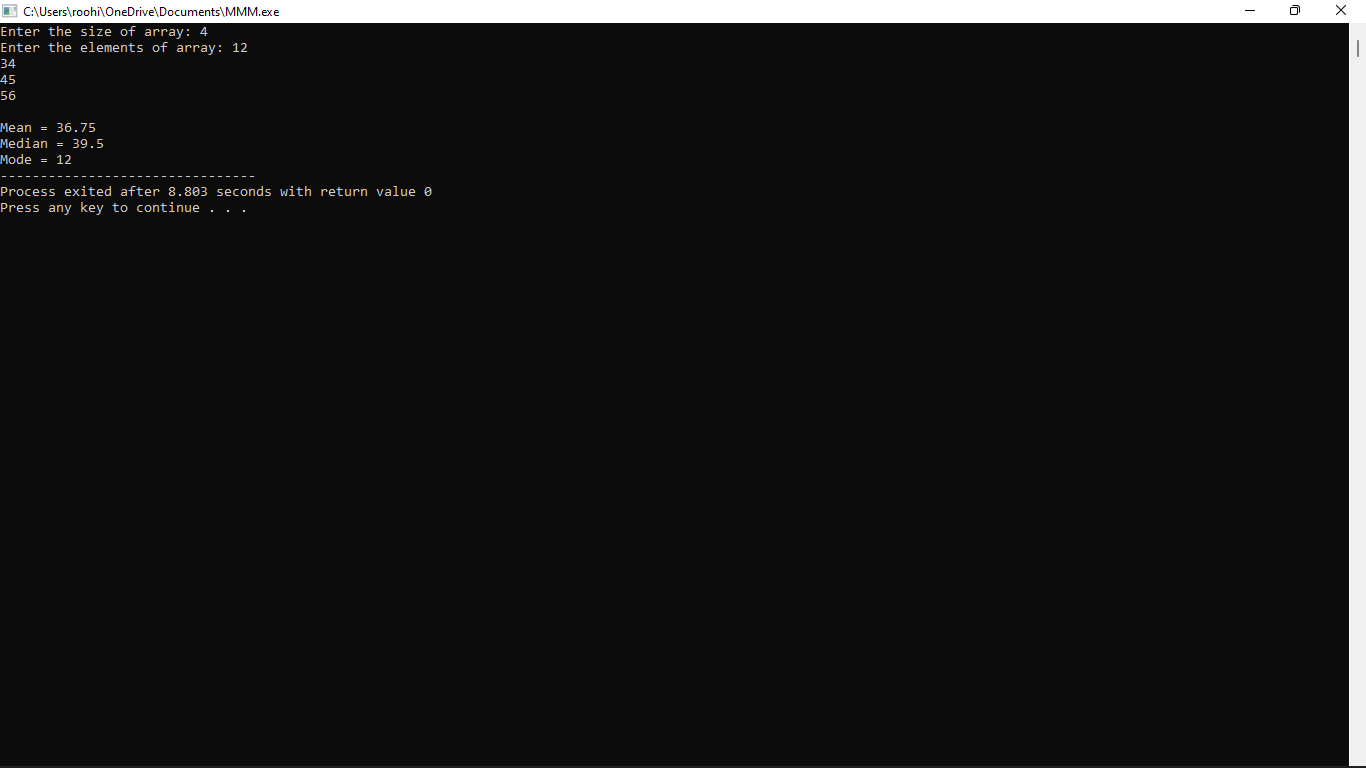 C:\Users\roohi\OneDrive\Documents\MMM.exe
Enter the size of array: 4
Enter the elements of array: 12
34
45
56
Mean = 36.75
Median = 39.5
Mode = 12
--------------------------------
Process exited after 8.803 seconds with return value 0
Press any key to continue . . .